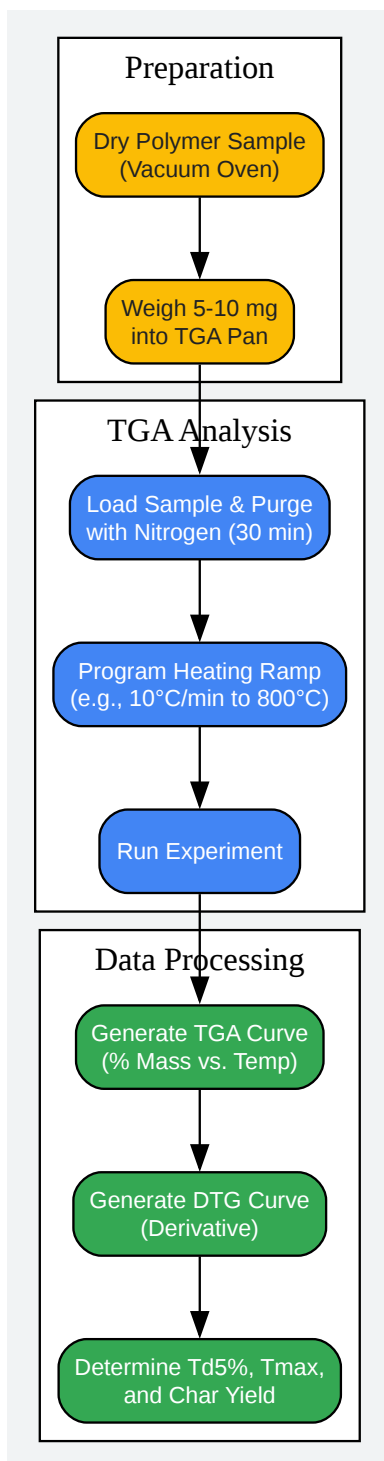 Preparation
Dry Polymer Sample
(Vacuum Oven)
Weigh 5-10 mg
into TGA Pan
TGA Analysis
Load Sample & Purge
with Nitrogen (30 min)
Program Heating Ramp
(e.g., 10°C/min to 800°C)
Run Experiment
Data Processing
Generate TGA Curve
(% Mass vs. Temp)
Generate DTG Curve
(Derivative)
Determine Td5%, Tmax,
and Char Yield